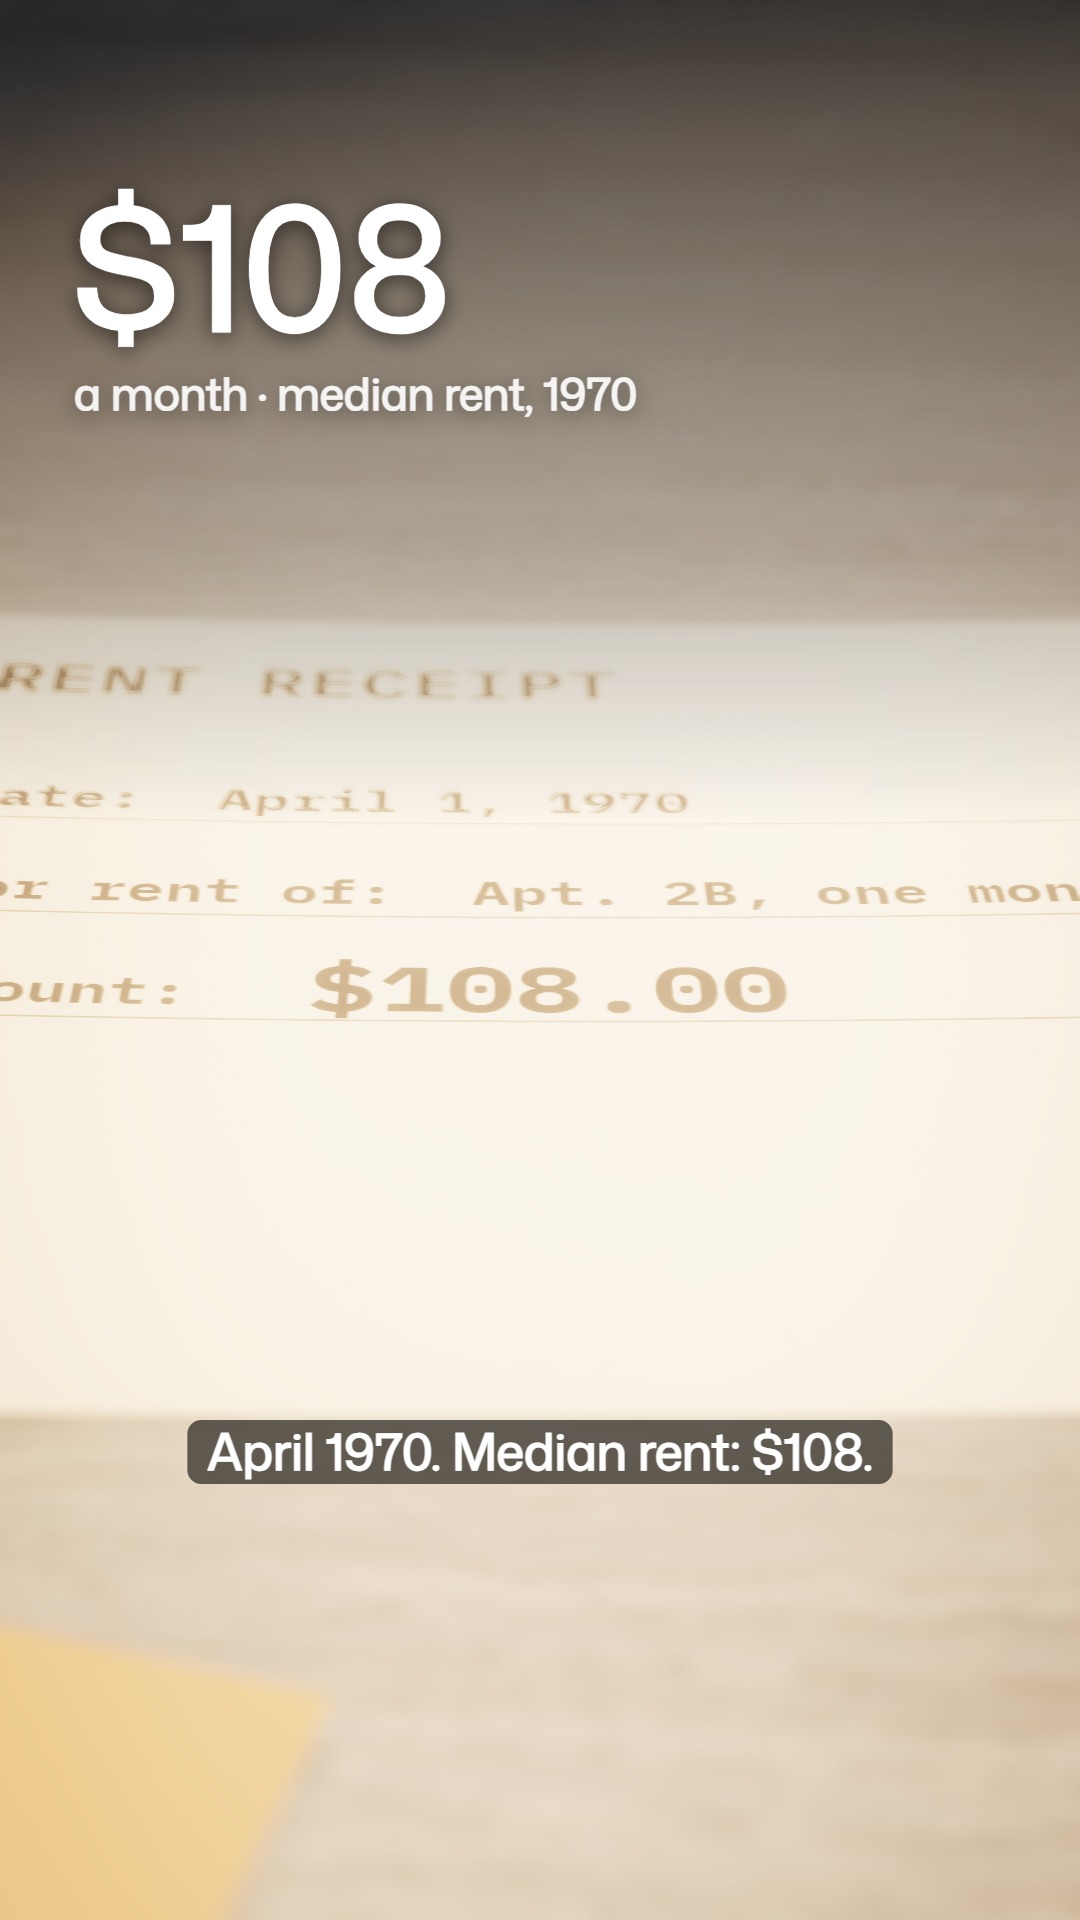 $108
a month · median rent, 1970
RENT RECEIPT
ate: April 1, 1970
or rent of: Apt. 2B, one mon
ount: $108.00
April 1970. Median rent: $108.